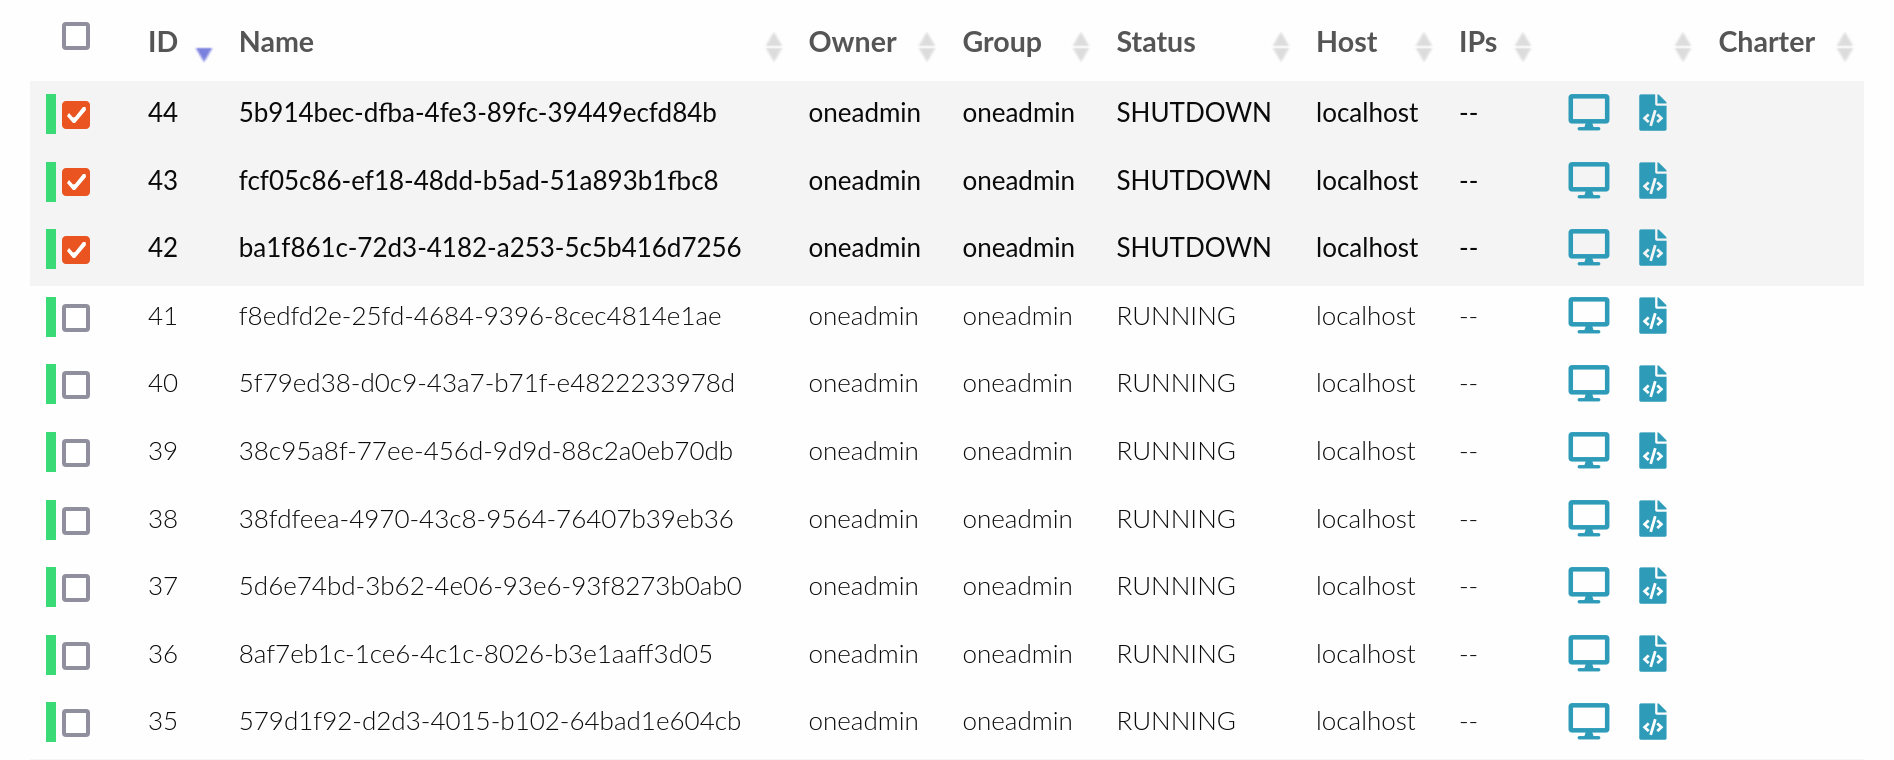 ID Name Owner Group Status Host IPs Charter
44 5b914bec-dfba-4fe3-89fc-39449ecfd84b oneadmin oneadmin SHUTDOWN localhost --
43 fcf05c86-ef18-48dd-b5ad-51a893b1fbc8 oneadmin oneadmin SHUTDOWN localhost --
42 ba1f861c-72d3-4182-a253-5c5b416d7256 oneadmin oneadmin SHUTDOWN localhost --
41 f8edfd2e-25fd-4684-9396-8cec4814e1ae oneadmin oneadmin RUNNING localhost --
40 5f79ed38-d0c9-43a7-b71f-e4822233978d oneadmin oneadmin RUNNING localhost --
39 38c95a8f-77ee-456d-9d9d-88c2a0eb70db oneadmin oneadmin RUNNING localhost --
38 38fdfeea-4970-43c8-9564-76407b39eb36 oneadmin oneadmin RUNNING localhost --
37 5d6e74bd-3b62-4e06-93e6-93f8273b0ab0 oneadmin oneadmin RUNNING localhost --
36 8af7eb1c-1ce6-4c1c-8026-b3e1aaff3d05 oneadmin oneadmin RUNNING localhost --
35 579d1f92-d2d3-4015-b102-64bad1e604cb oneadmin oneadmin RUNNING localhost --